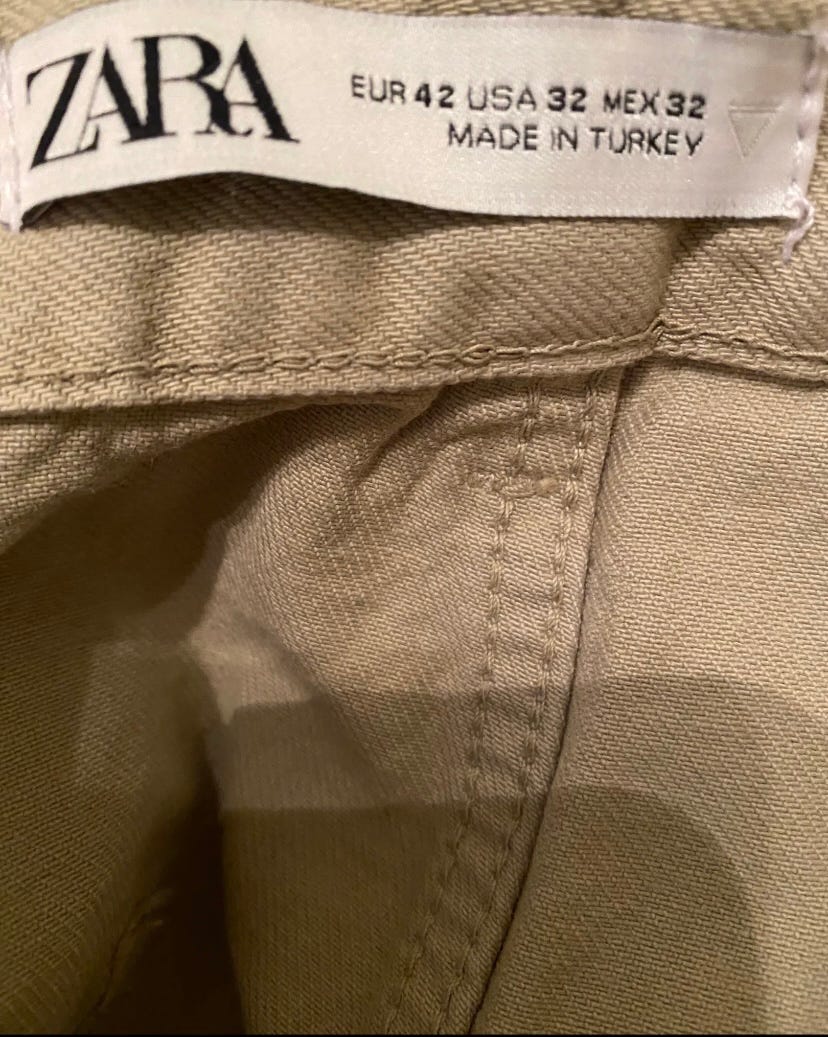 ZARA
EUR 42 USA 32 MEX 32
MADE IN TURKEY